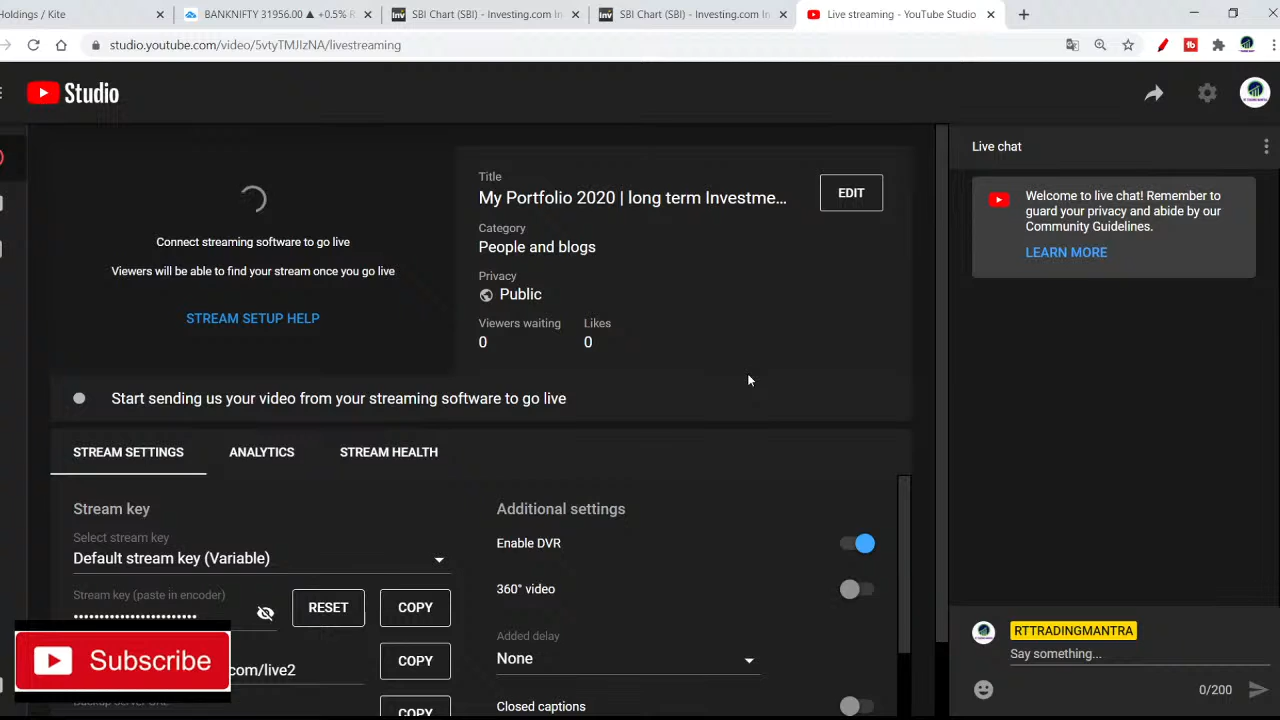 Holdings / Kite
BANKNIFTY 31956.00 ▲ +0.5% R
SBI Chart (SBI) - Investing.com In
SBI Chart (SBI) - Investing.com In
Live streaming - YouTube Studio
studio.youtube.com/video/5vtyTMJIzNA/livestreaming
Studio
Connect streaming software to go live
Viewers will be able to find your stream once you go live
STREAM SETUP HELP
Title
My Portfolio 2020 | long term Investme...
EDIT
Category
People and blogs
Privacy
Public
Viewers waiting
Likes
0
0
Live chat
Welcome to live chat! Remember to
guard your privacy and abide by our
Community Guidelines.
LEARN MORE
Start sending us your video from your streaming software to go live
STREAM SETTINGS
ANALYTICS
STREAM HEALTH
Stream key
Select stream key
Default stream key (Variable)
Stream key (paste in encoder)
RESET
COPY
com/live2
COPY
COPY
Additional settings
Enable DVR
360° video
Added delay
None
Closed captions
Subscribe
RTTRADINGMANTRA
Say something...
0/200